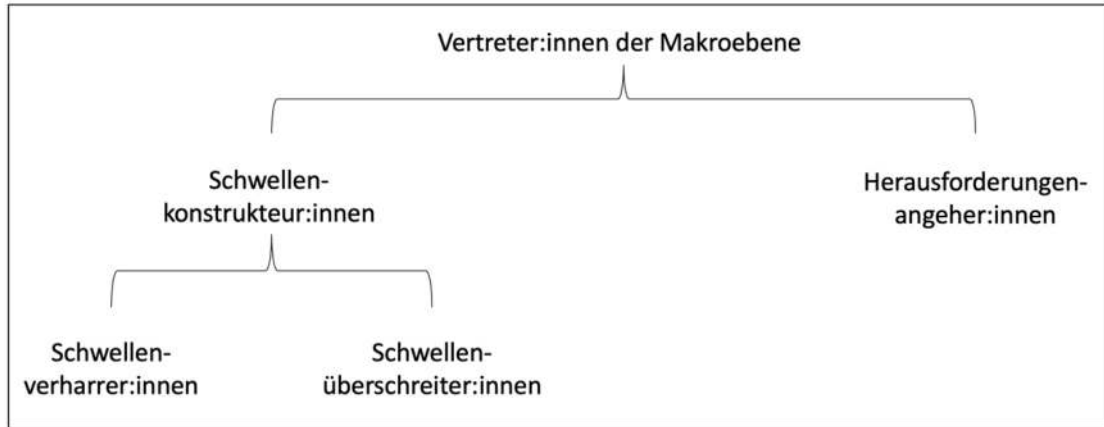 Vertreter:innen der Makroebene
Schwellen-
konstrukteur:innen
Herausforderungen-
angeher:innen
Schwellen-
verharrer:innen
Schwellen-
überschreiter:innen